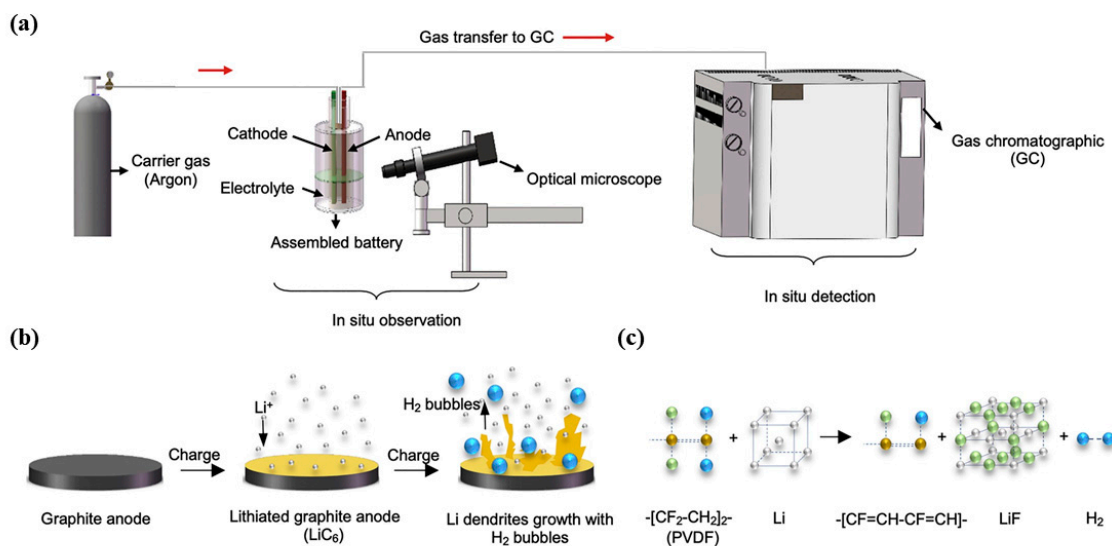 (a)
Gas transfer to GC
Cathode
Anode
Carrier gas
(Argon)
Electrolyte
Optical microscope
Gas chromatographic
(GC)
Assembled battery
In situ observation
In situ detection
(b)
Li⁺
Charge
Charge
H₂ bubbles
Graphite anode
Lithiated graphite anode
(LiC₆)
Li dendrites growth with
H₂ bubbles
(c)
+
+
+
-[CF₂-CH₂]₂-
(PVDF)
Li
-[CF=CH-CF=CH]-
LiF
H₂